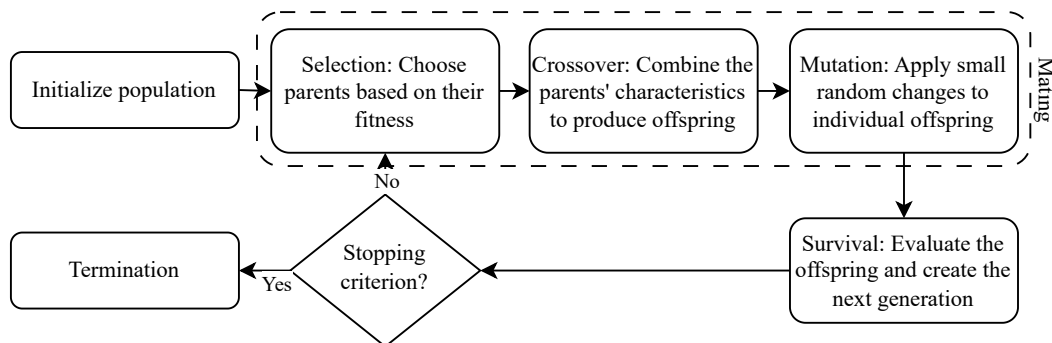 Initialize population
Selection: Choose
parents based on their
fitness
Crossover: Combine the
parents' characteristics
to produce offspring
Mutation: Apply small
random changes to
individual offspring
Mating
No
Termination
Yes
Stopping
criterion?
Survival: Evaluate the
offspring and create the
next generation